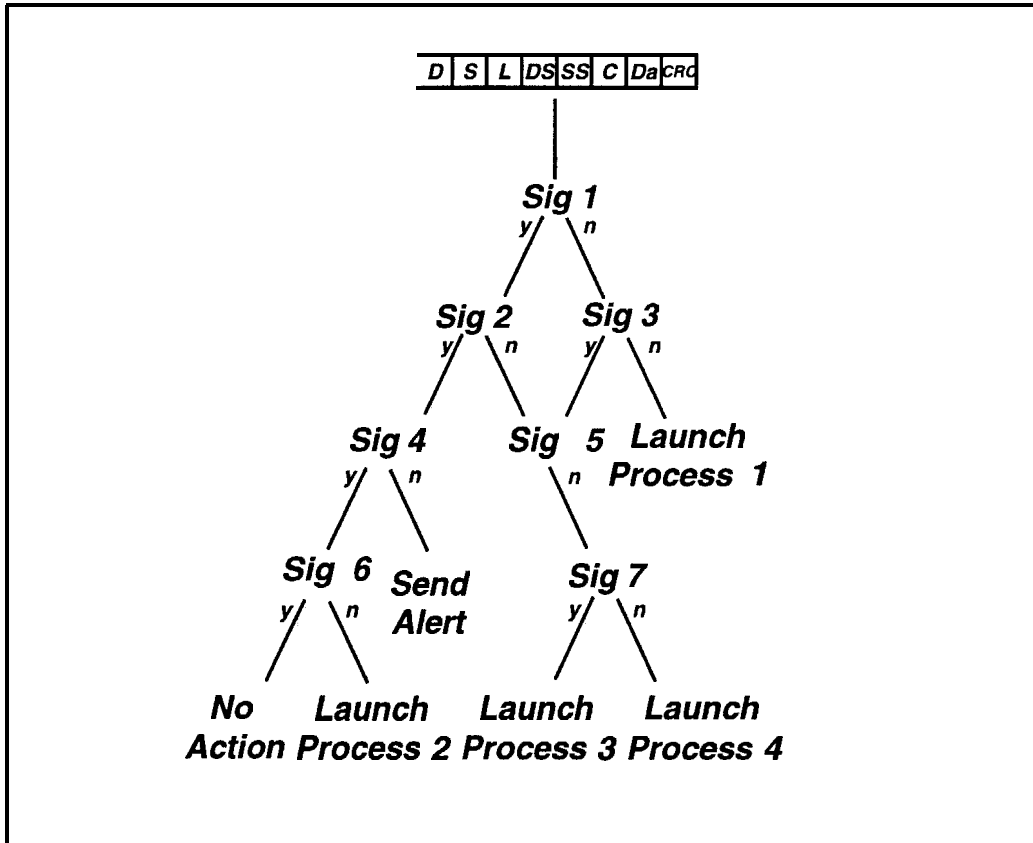 D S L DS SS C Da CRC
Sig 1
y n
Sig 2 Sig 3
y n y n
Sig 4 Sig 5 Launch
Process 1
y n n
Sig 6 Send
Alert
Sig 7
y n y n
No Launch Launch Launch
Action Process 2 Process 3 Process 4